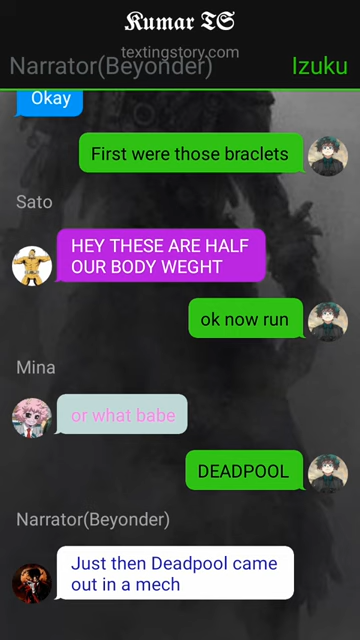 Kumar TS
textingstory.com
Narrator(Beyonder)
Izuku
Okay
First were those braclets
Sato
HEY THESE ARE HALF
OUR BODY WEGHT
ok now run
Mina
or what babe
DEADPOOL
Narrator(Beyonder)
Just then Deadpool came
out in a mech